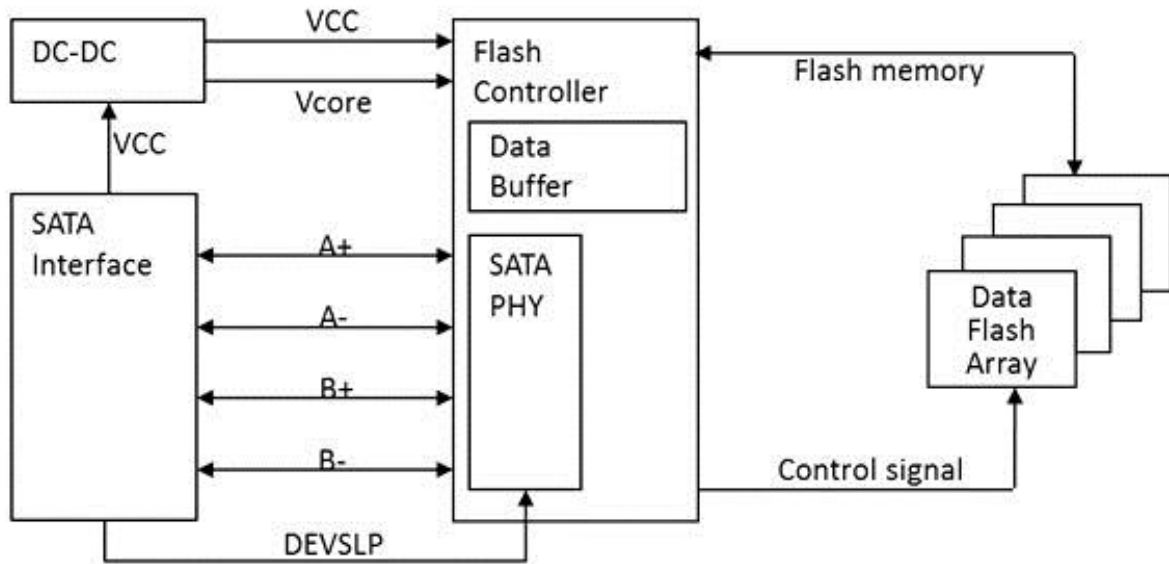 DC-DC
VCC
Vcore
VCC
SATA
Interface
A+
A-
B+
B-
DEVSLP
Flash
Controller
Data
Buffer
SATA
PHY
Flash memory
Data
Flash
Array
Control signal